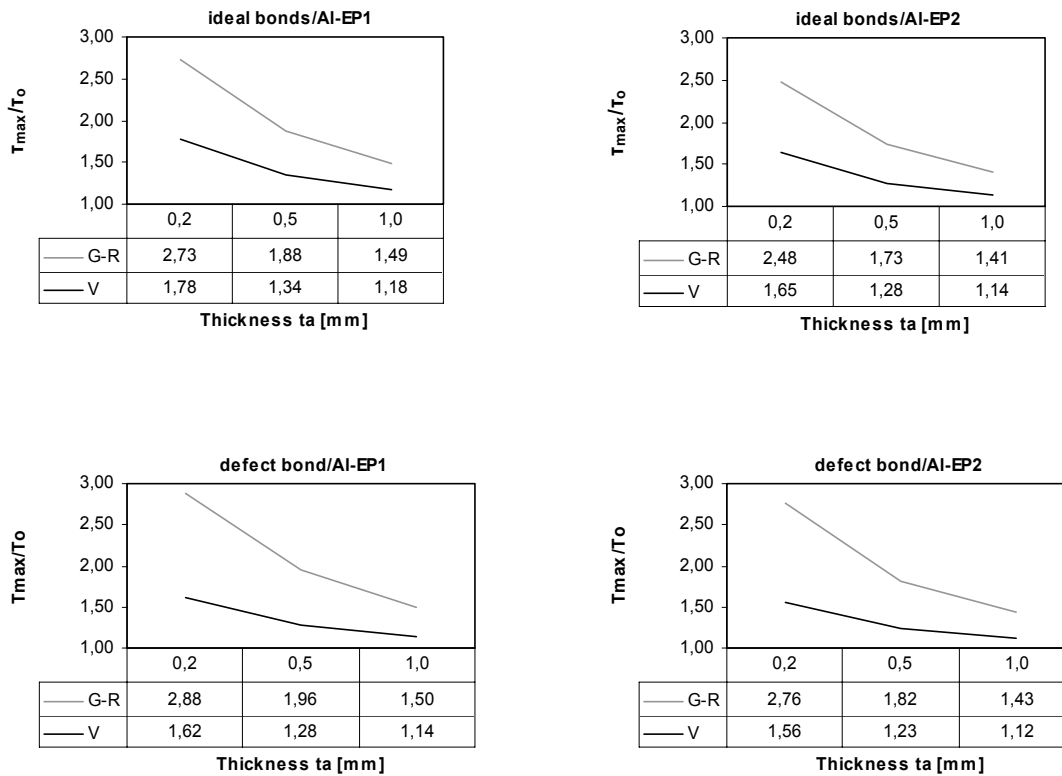 ideal bonds/Al-EP1
3,00
2,50
2,00
1,50
1,00
τmax/τo
0,2 0,5 1,0
G-R 2,73 1,88 1,49
V 1,78 1,34 1,18
Thickness ta [mm]
ideal bonds/Al-EP2
3,00
2,50
2,00
1,50
1,00
τmax/τo
0,2 0,5 1,0
G-R 2,48 1,73 1,41
V 1,65 1,28 1,14
Thickness ta [mm]
defect bond/Al-EP1
3,00
2,50
2,00
1,50
1,00
Tmax/To
0,2 0,5 1,0
G-R 2,88 1,96 1,50
V 1,62 1,28 1,14
Thickness ta [mm]
defect bond/Al-EP2
3,00
2,50
2,00
1,50
1,00
Tmax/To
0,2 0,5 1,0
G-R 2,76 1,82 1,43
V 1,56 1,23 1,12
Thickness ta [mm]